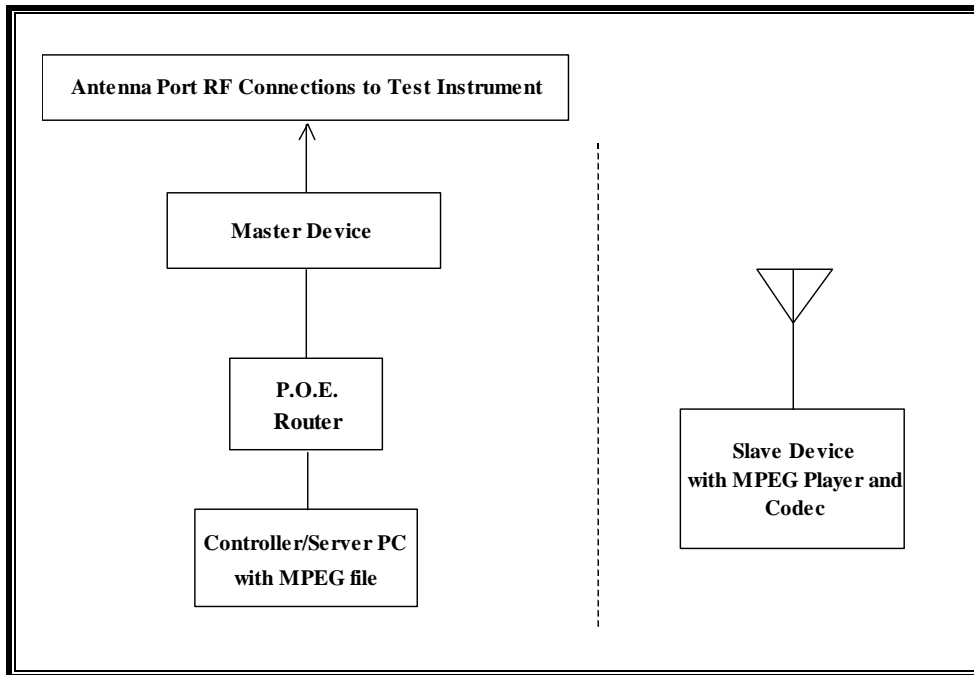 Antenna Port RF Connections to Test Instrument
Master Device
P.O.E.
Router
Controller/Server PC
with MPEG file
Slave Device
with MPEG Player and
Codec